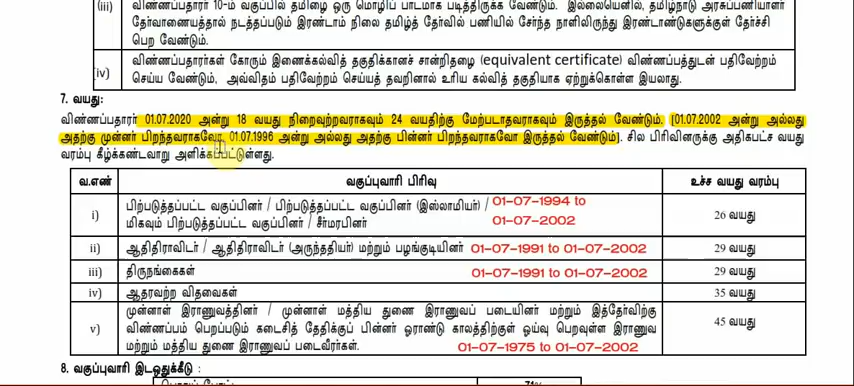 (iii) விண்ணப்பதாரர் 10-ம் வகுப்பில் தமிழை ஒரு மொழிப் பாடமாக படித்திருக்க வேண்டும். இல்லையெனில், தமிழ்நாடு அரசுப்பணியாளர்
தேர்வாணையத்தால் நடத்தப்படும் இரண்டாம் நிலை தமிழ்த் தேர்வில் பணியில் சேர்ந்த நாளிலிருந்து இரண்டாண்டுகளுக்குள் தேர்ச்சி
பெற வேண்டும்.
(iv) விண்ணப்பதாரர் கோரும் இணைக்கல்வித் தகுதிக்கானச் சான்றிதழை (equivalent certificate) விண்ணப்பத்துடன் பதிவேற்றம்
செய்ய வேண்டும், அவ்விதம் பதிவேற்றம் செய்யத் தவறினால் உரிய கல்வித் தகுதியாக ஏற்றுக்கொள்ள இயலாது.
7. வயது:
விண்ணப்பதாரர் 01.07.2020 அன்று 18 வயது நிறைவுற்றவராகவும் 24 வயதிற்கு மேற்படாதவராகவும் இருத்தல் வேண்டும். [01.07.2002 அன்று அல்லது
அதற்கு முன்னர் பிறந்தவராகவோ, 01.07.1996 அன்று அல்லது அதற்கு பின்னர் பிறந்தவராகவோ இருத்தல் வேண்டும்]. சில பிரிவினருக்கு அதிகபட்ச வயது
வரம்பு கீழ்க்கண்டவாறு அளிக்கப்பட்டுள்ளது.
வ.எண் வகுப்புவாரி பிரிவு உச்ச வயது வரம்பு
i) பிற்படுத்தப்பட்ட வகுப்பினர் / பிற்படுத்தப்பட்ட வகுப்பினர் (இஸ்லாமியர்) / 01-07-1994 to
மிகவும் பிற்படுத்தப்பட்ட வகுப்பினர் / சீர்மரபினர் 01-07-2002 26 வயது
ii) ஆதிதிராவிடர் / ஆதிதிராவிடர் (அருந்ததியர்) மற்றும் பழங்குடியினர் 01-07-1991 to 01-07-2002 29 வயது
iii) திருநங்கைகள் 01-07-1991 to 01-07-2002 29 வயது
iv) ஆதரவற்ற விதவைகள் 35 வயது
v) முன்னாள் இராணுவத்தினர் / முன்னாள் மத்திய துணை இராணுவப் படையினர் மற்றும் இத்தேர்விற்கு 45 வயது
விண்ணப்பம் பெறப்படும் கடைசித் தேதிக்குப் பின்னர் ஓராண்டு காலத்திற்குள் ஓய்வு பெறவுள்ள இராணுவ
மற்றும் மத்திய துணை இராணுவப் படைவீரர்கள். 01-07-1975 to 01-07-2002
8. வகுப்புவாரி இடஒதுக்கீடு :